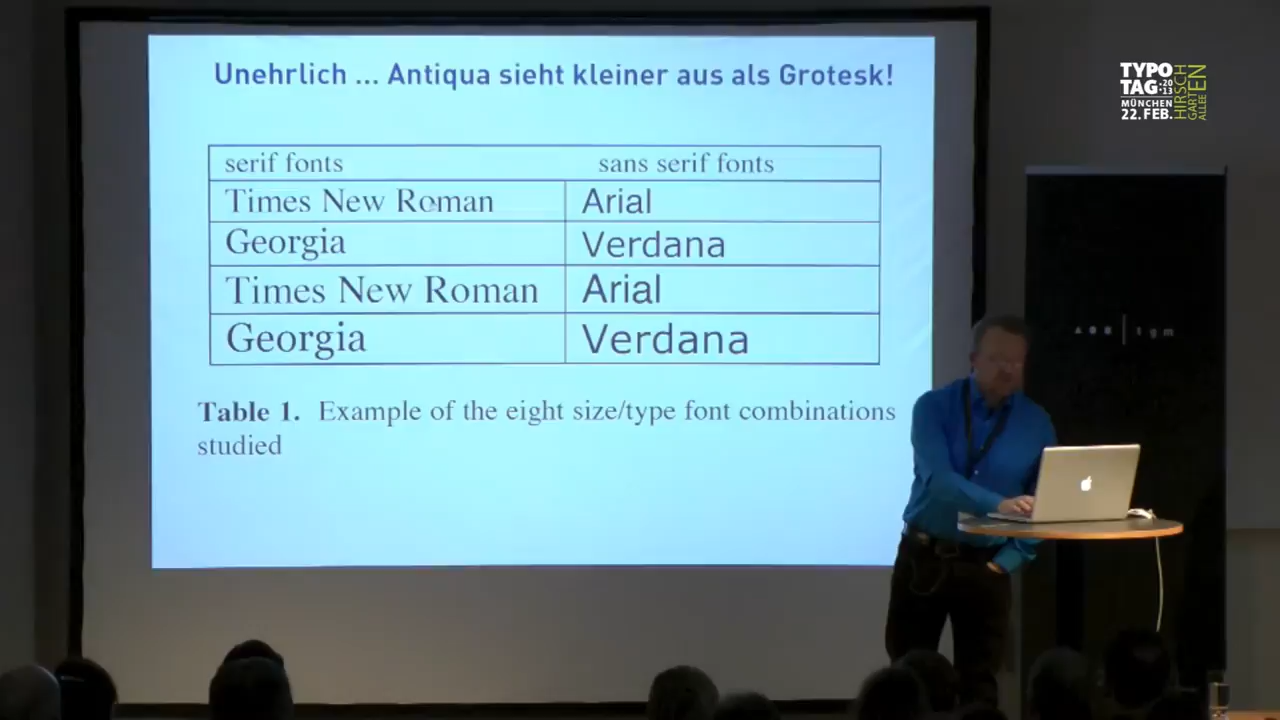 Unehrlich ... Antiqua sieht kleiner aus als Grotesk!
serif fonts sans serif fonts
Times New Roman Arial
Georgia Verdana
Times New Roman Arial
Georgia Verdana
Table 1. Example of the eight size/type font combinations
studied
TYPO
TAG:20
13
MÜNCHEN
22. FEB.
HIRSCH
GARTEN
ALLEE
tgm